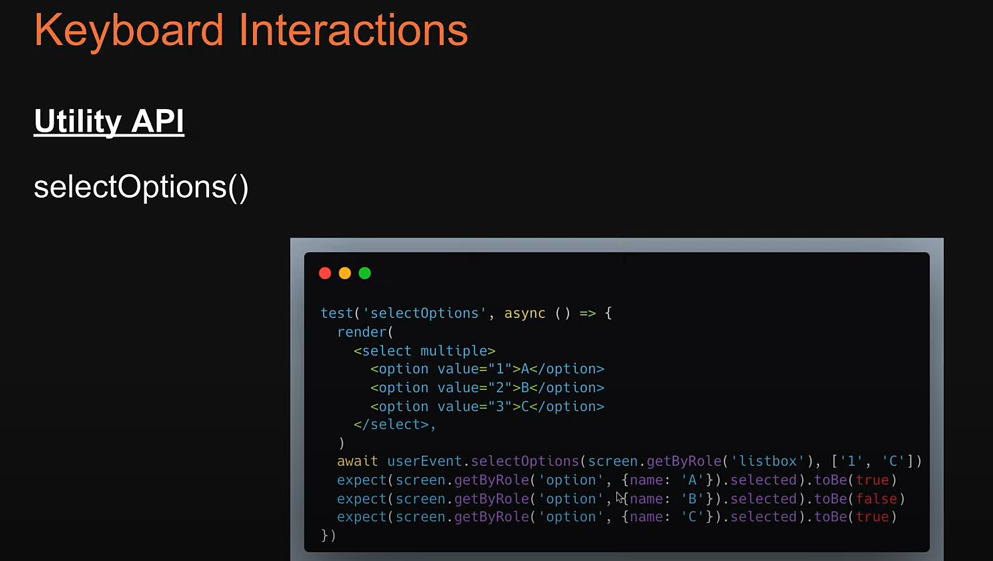 Keyboard Interactions
Utility API
selectOptions()
test('selectOptions', async () => {
  render(
    <select multiple>
      <option value="1">A</option>
      <option value="2">B</option>
      <option value="3">C</option>
    </select>,
  )
  await userEvent.selectOptions(screen.getByRole('listbox'), ['1', 'C'])
  expect(screen.getByRole('option', {name: 'A'}).selected).toBe(true)
  expect(screen.getByRole('option', {name: 'B'}).selected).toBe(false)
  expect(screen.getByRole('option', {name: 'C'}).selected).toBe(true)
})